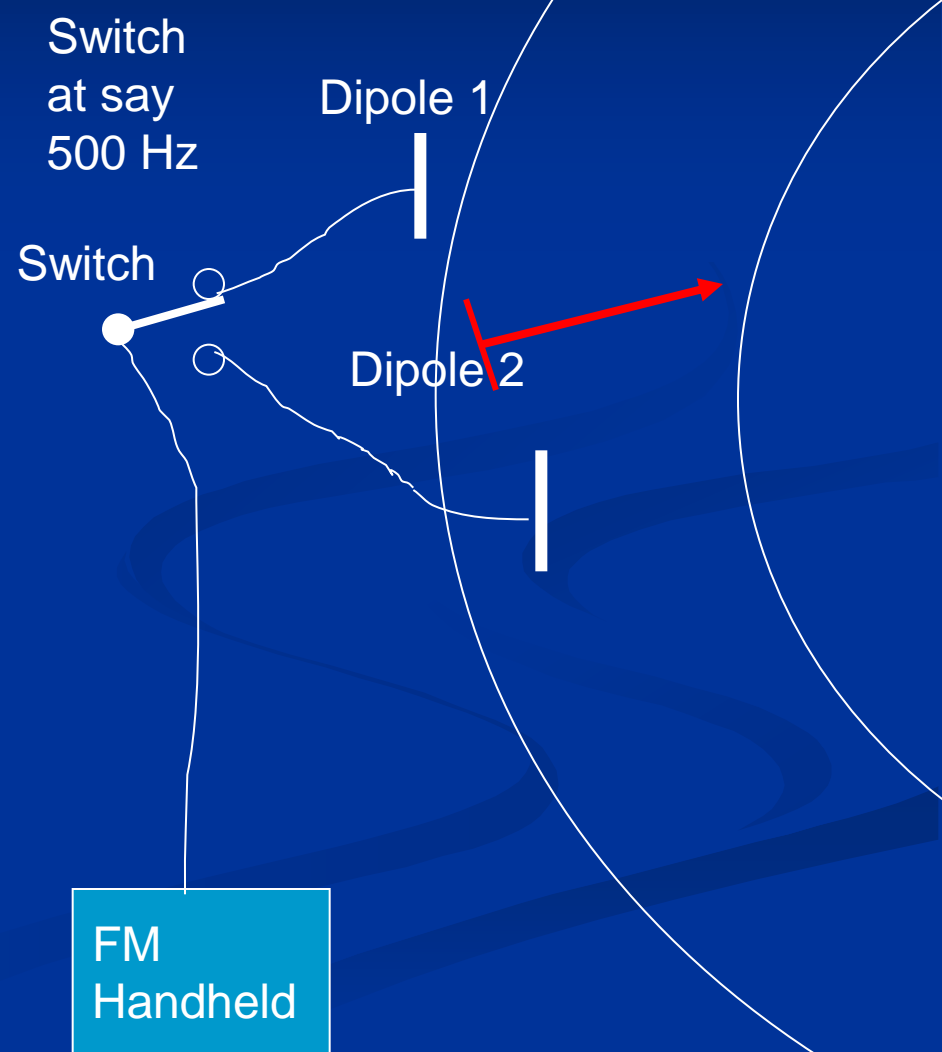 Switch
at say
500 Hz
Dipole 1
Switch
Dipole 2
FM
Handheld